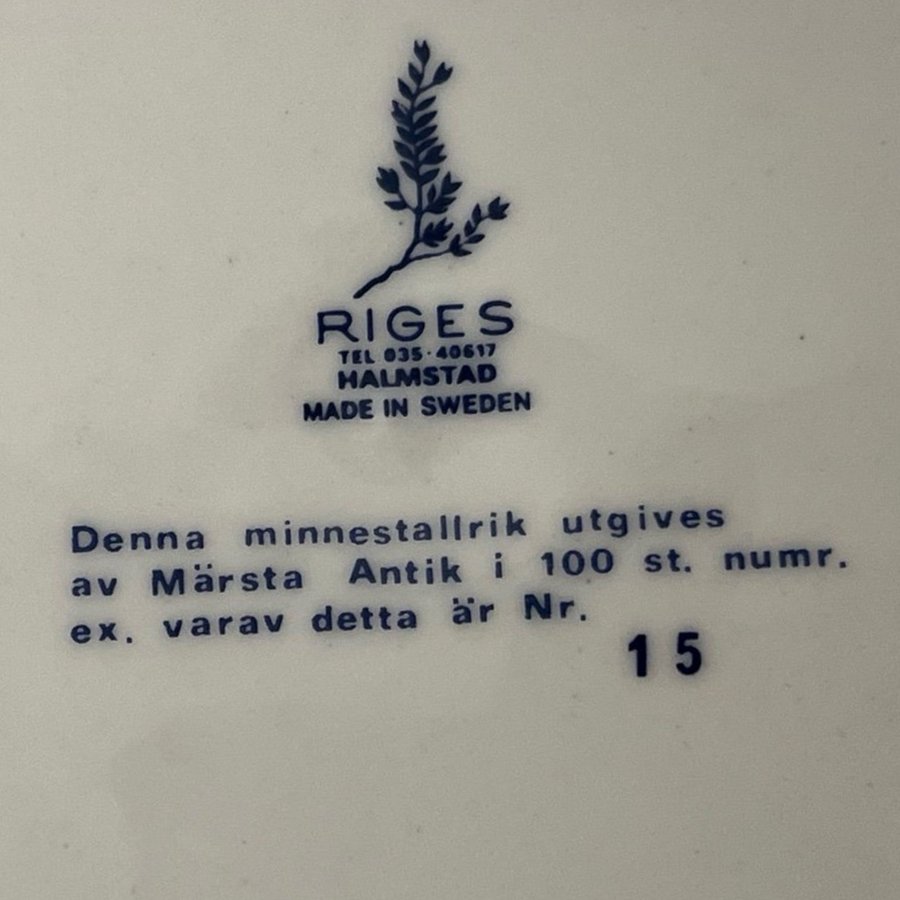 RIGES
TEL 035-40617
HALMSTAD
MADE IN SWEDEN
Denna minnestallrik utgives
av Märsta Antik i 100 st. numr.
ex. varav detta är Nr.
15